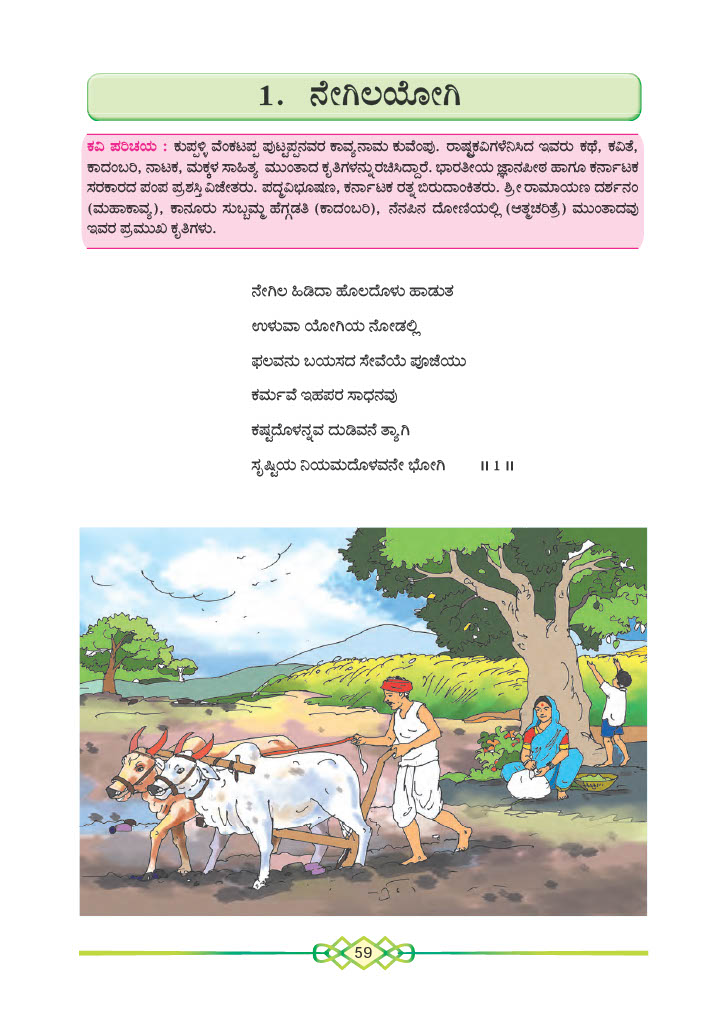 1. ನೇಗಿಲಯೋಗಿ
ಕವಿ ಪರಿಚಯ : ಕುಪ್ಪಳ್ಳಿ ವೆಂಕಟಪ್ಪ ಪುಟ್ಟಪ್ಪನವರ ಕಾವ್ಯನಾಮ ಕುವೆಂಪು. ರಾಷ್ಟ್ರಕವಿಗಳೆನಿಸಿದ ಇವರು ಕಥೆ, ಕವಿತೆ,
ಕಾದಂಬರಿ, ನಾಟಕ, ಮಕ್ಕಳ ಸಾಹಿತ್ಯ ಮುಂತಾದ ಕೃತಿಗಳನ್ನು ರಚಿಸಿದ್ದಾರೆ. ಭಾರತೀಯ ಜ್ಞಾನಪೀಠ ಹಾಗೂ ಕರ್ನಾಟಕ
ಸರಕಾರದ ಪಂಪ ಪ್ರಶಸ್ತಿ ವಿಜೇತರು. ಪದ್ಮವಿಭೂಷಣ, ಕರ್ನಾಟಕ ರತ್ನ ಬಿರುದಾಂಕಿತರು. ಶ್ರೀ ರಾಮಾಯಣ ದರ್ಶನಂ
(ಮಹಾಕಾವ್ಯ), ಕಾನೂರು ಸುಬ್ಬಮ್ಮ ಹೆಗ್ಗಡತಿ (ಕಾದಂಬರಿ), ನೆನಪಿನ ದೋಣಿಯಲ್ಲಿ (ಆತ್ಮಚರಿತ್ರೆ) ಮುಂತಾದವು
ಇವರ ಪ್ರಮುಖ ಕೃತಿಗಳು.
ನೇಗಿಲ ಹಿಡಿದಾ ಹೊಲದೊಳು ಹಾಡುತ
ಉಳುವಾ ಯೋಗಿಯ ನೋಡಲ್ಲಿ
ಫಲವನು ಬಯಸದ ಸೇವೆಯೆ ಪೂಜೆಯು
ಕರ್ಮವೆ ಇಹಪರ ಸಾಧನವು
ಕಷ್ಟದೊಳನ್ನವ ದುಡಿವನೆ ತ್ಯಾಗಿ
ಸೃಷ್ಟಿಯ ನಿಯಮದೊಳವನೇ ಭೋಗಿ ॥ 1 ॥
59